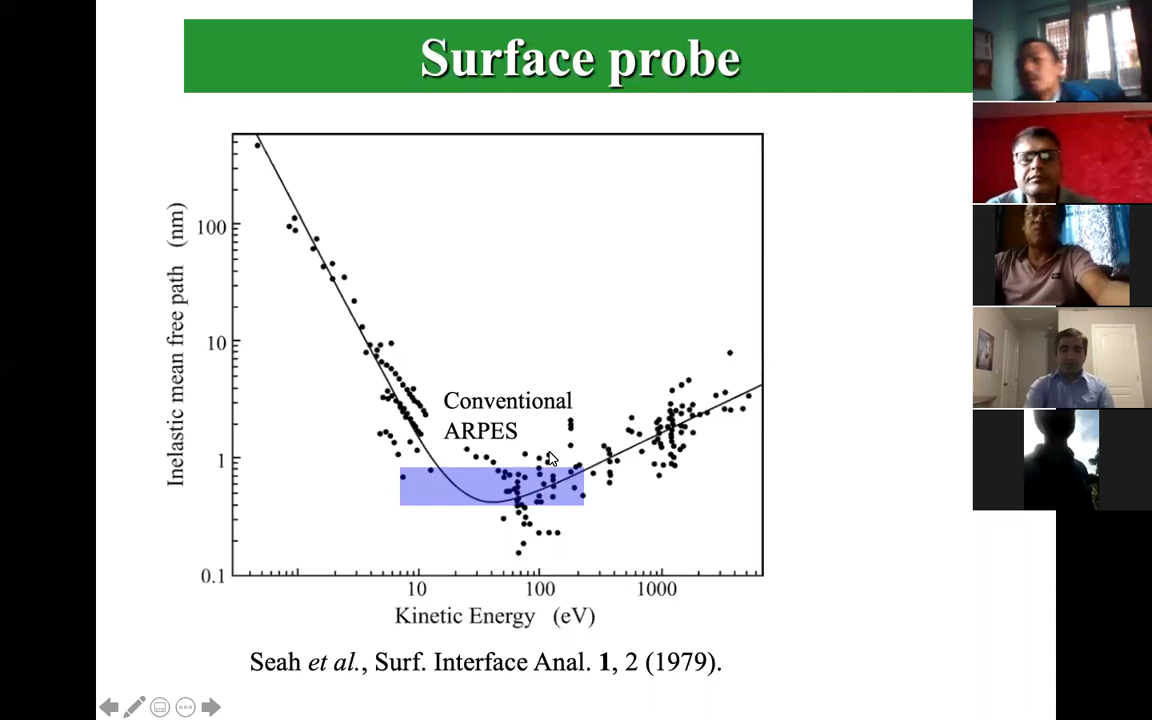 Surface probe
Inelastic mean free path (nm)
100
10
1
0.1
Conventional
ARPES
10
100
1000
Kinetic Energy (eV)
Seah et al., Surf. Interface Anal. 1, 2 (1979).